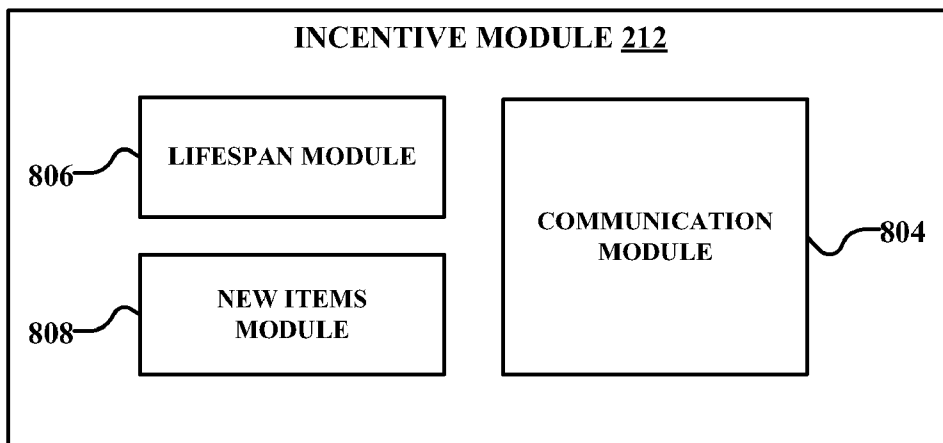 INCENTIVE MODULE 212
LIFESPAN MODULE
806
COMMUNICATION
MODULE
804
NEW ITEMS
MODULE
808